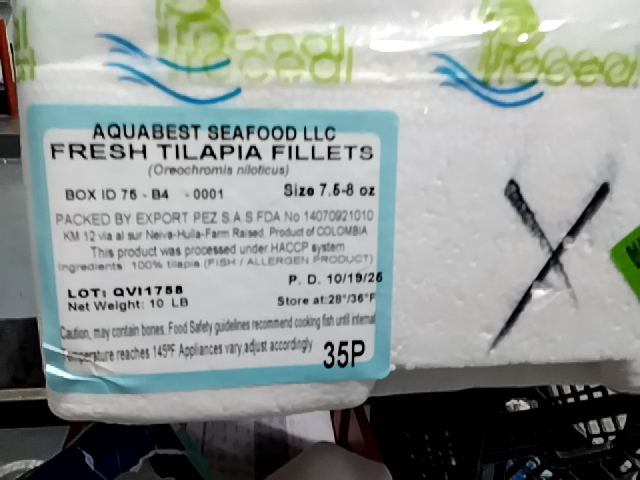 AQUABEST SEAFOOD LLC
FRESH TILAPIA FILLETS
(Oreochromis niloticus)
BOX ID 75 - B4 - 0001 Size 7.5-8 oz
PACKED BY EXPORT PEZ S.A.S.FDA No 14070921010
KM 12 via al sur Neiva-Huila-Farm Raised. Product of COLOMBIA
This product was processed under HACCP system
Ingredients 100% tilapia (FISH / ALLERGEN PRODUCT)
P. D. 10/19/25
LOT: QVI1758
Net Weight: 10 LB Store at:28°/36°F
Caution, may contain bones. Food Safety guidelines recommend cooking fish until internal
Temperature reaches 145ºF Appliances vary,adjust accordingly
35P
X